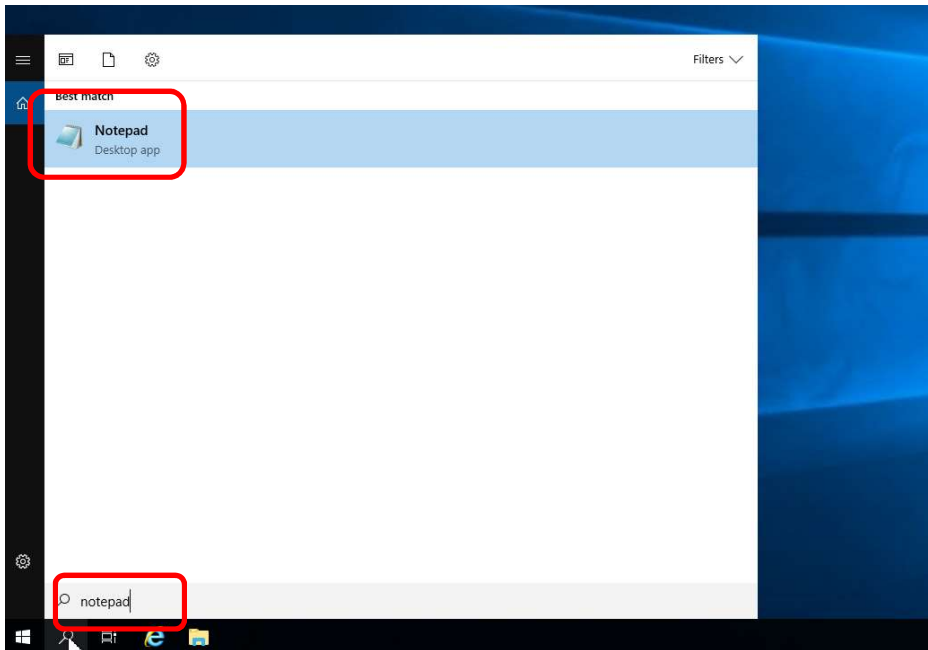 Filters
Best match
Notepad
Desktop app
notepad